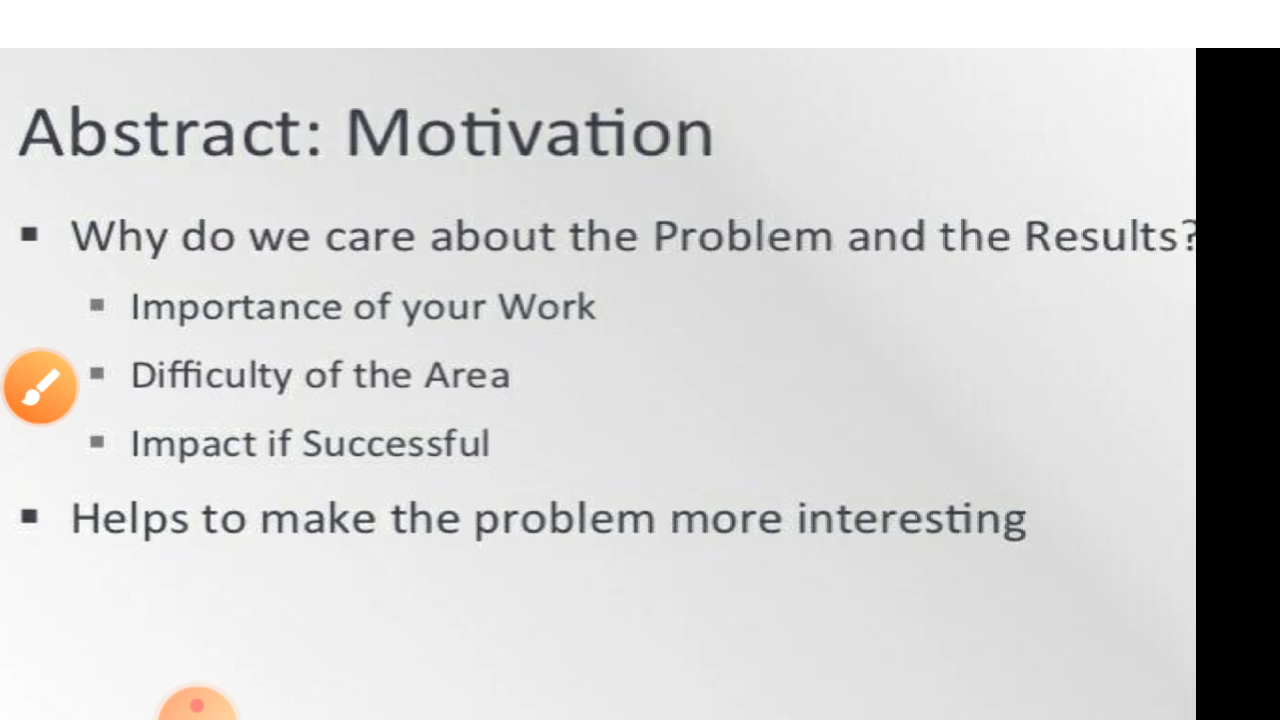 Abstract: Motivation
Why do we care about the Problem and the Results?
Importance of your Work
Difficulty of the Area
Impact if Successful
Helps to make the problem more interesting